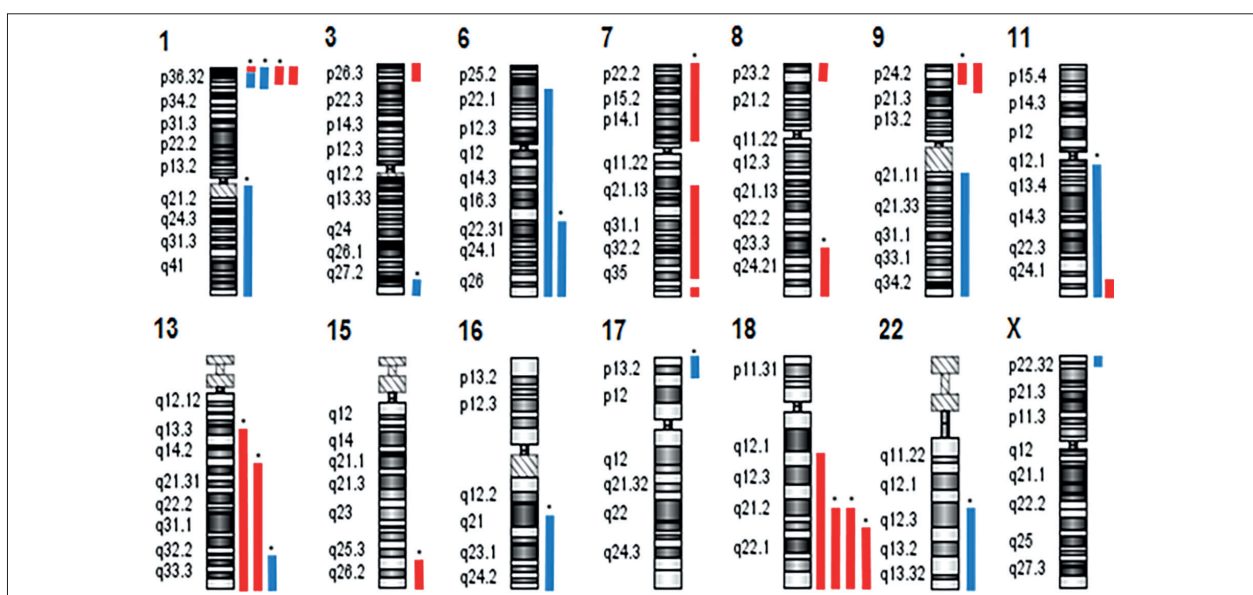 1
p36.32
p34.2
p31.3
p22.2
p13.2
q21.2
q24.3
q31.3
q41
3
p26.3
p22.3
p14.3
p12.3
q12.2
q13.33
q24
q26.1
q27.2
6
p25.2
p22.1
p12.3
q12
q14.3
q16.3
q22.31
q24.1
q26
7
p22.2
p15.2
p14.1
q11.22
q21.13
q31.1
q32.2
q35
8
p23.2
p21.2
q11.22
q12.3
q21.13
q22.2
q23.3
q24.21
9
p24.2
p21.3
p13.2
q21.11
q21.33
q31.1
q33.1
q34.2
11
p15.4
p14.3
p12
q12.1
q13.4
q14.3
q22.3
q24.1
13
q12.12
q13.3
q14.2
q21.31
q22.2
q31.1
q32.2
q33.3
15
q12
q14
q21.1
q21.3
q23
q25.3
q26.2
16
p13.2
p12.3
q12.2
q21
q23.1
q24.2
17
p13.2
p12
q12
q21.32
q22
q24.3
18
p11.31
q12.1
q12.3
q21.2
q22.1
22
q11.22
q12.1
q12.3
q13.2
q13.32
X
p22.32
p21.3
p11.3
q12
q21.1
q22.2
q25
q27.3